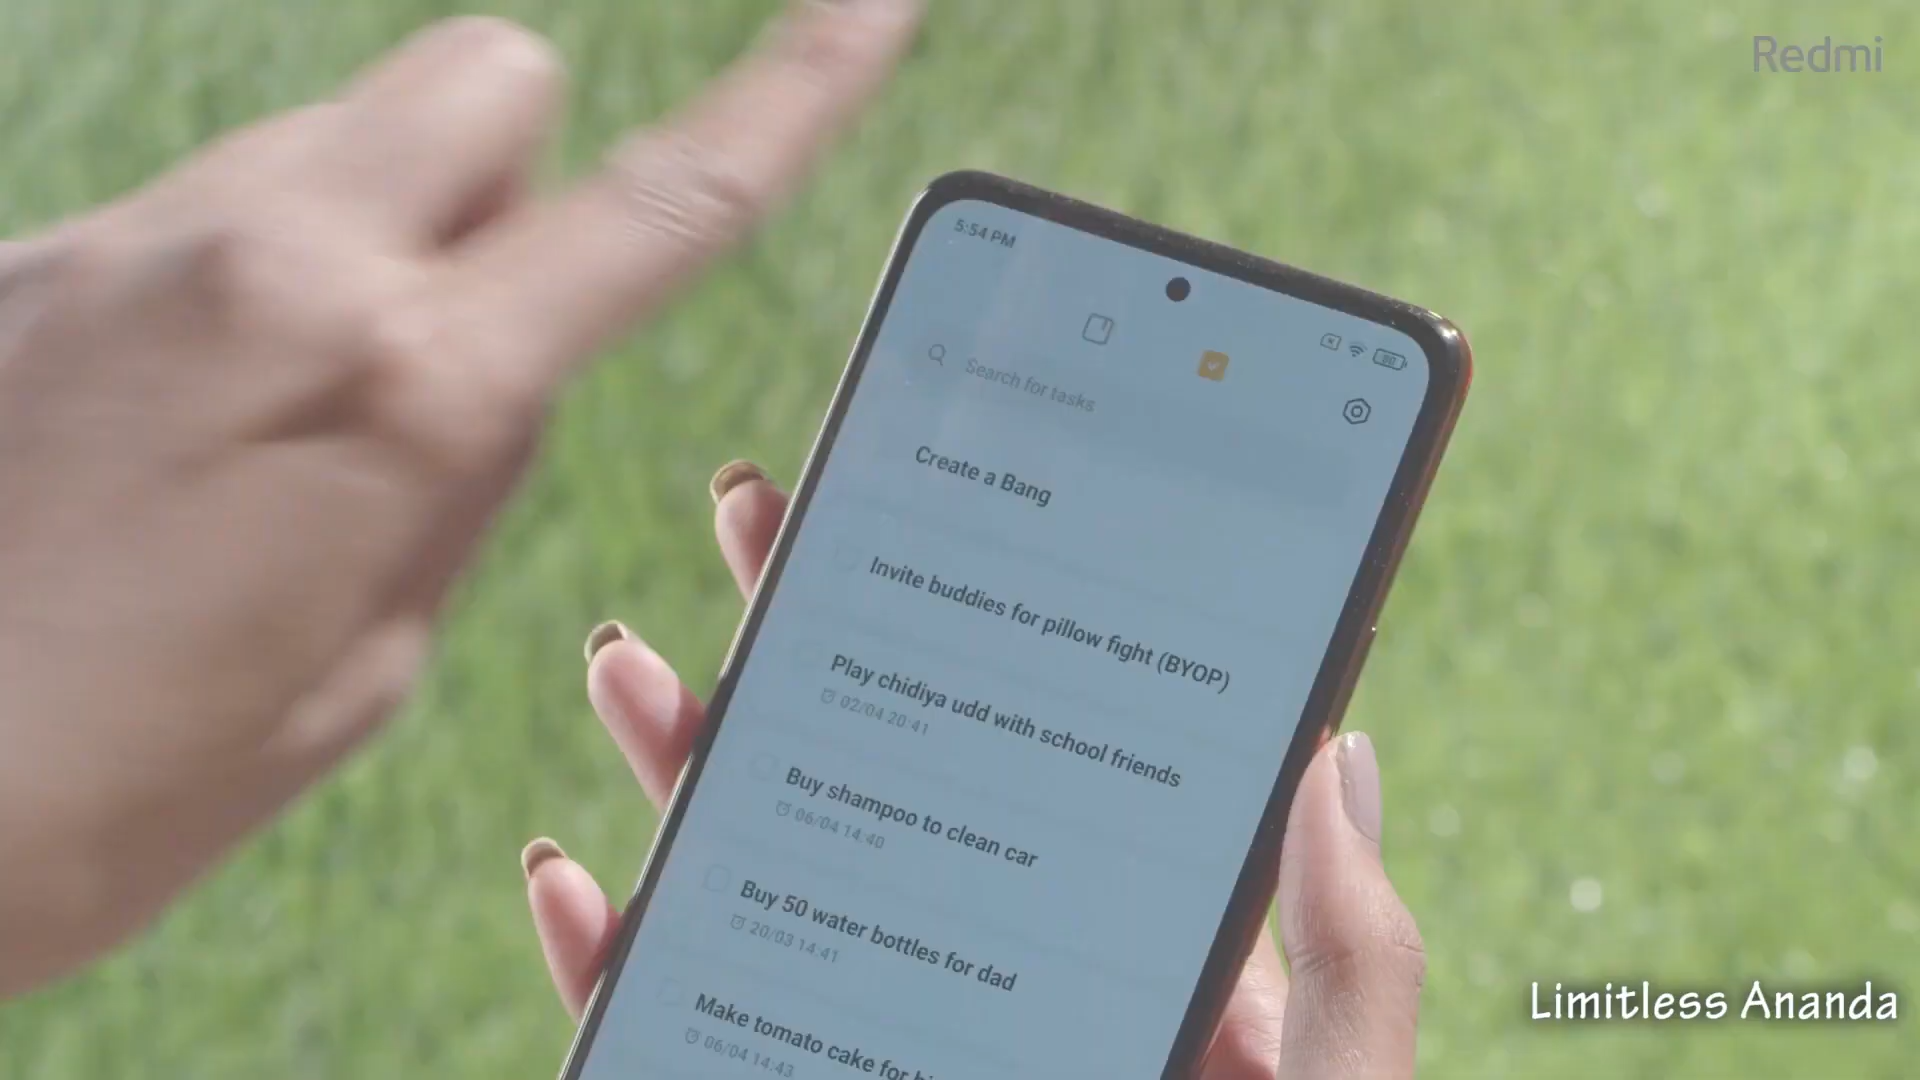 Redmi
5:54 PM
80
Search for tasks
Create a Bang
Invite buddies for pillow fight (BYOP)
Play chidiya udd with school friends
02/04 20:41
Buy shampoo to clean car
06/04 14:40
Buy 50 water bottles for dad
20/03 14:41
Make tomato cake for
06/04 14:43
Limitless Ananda